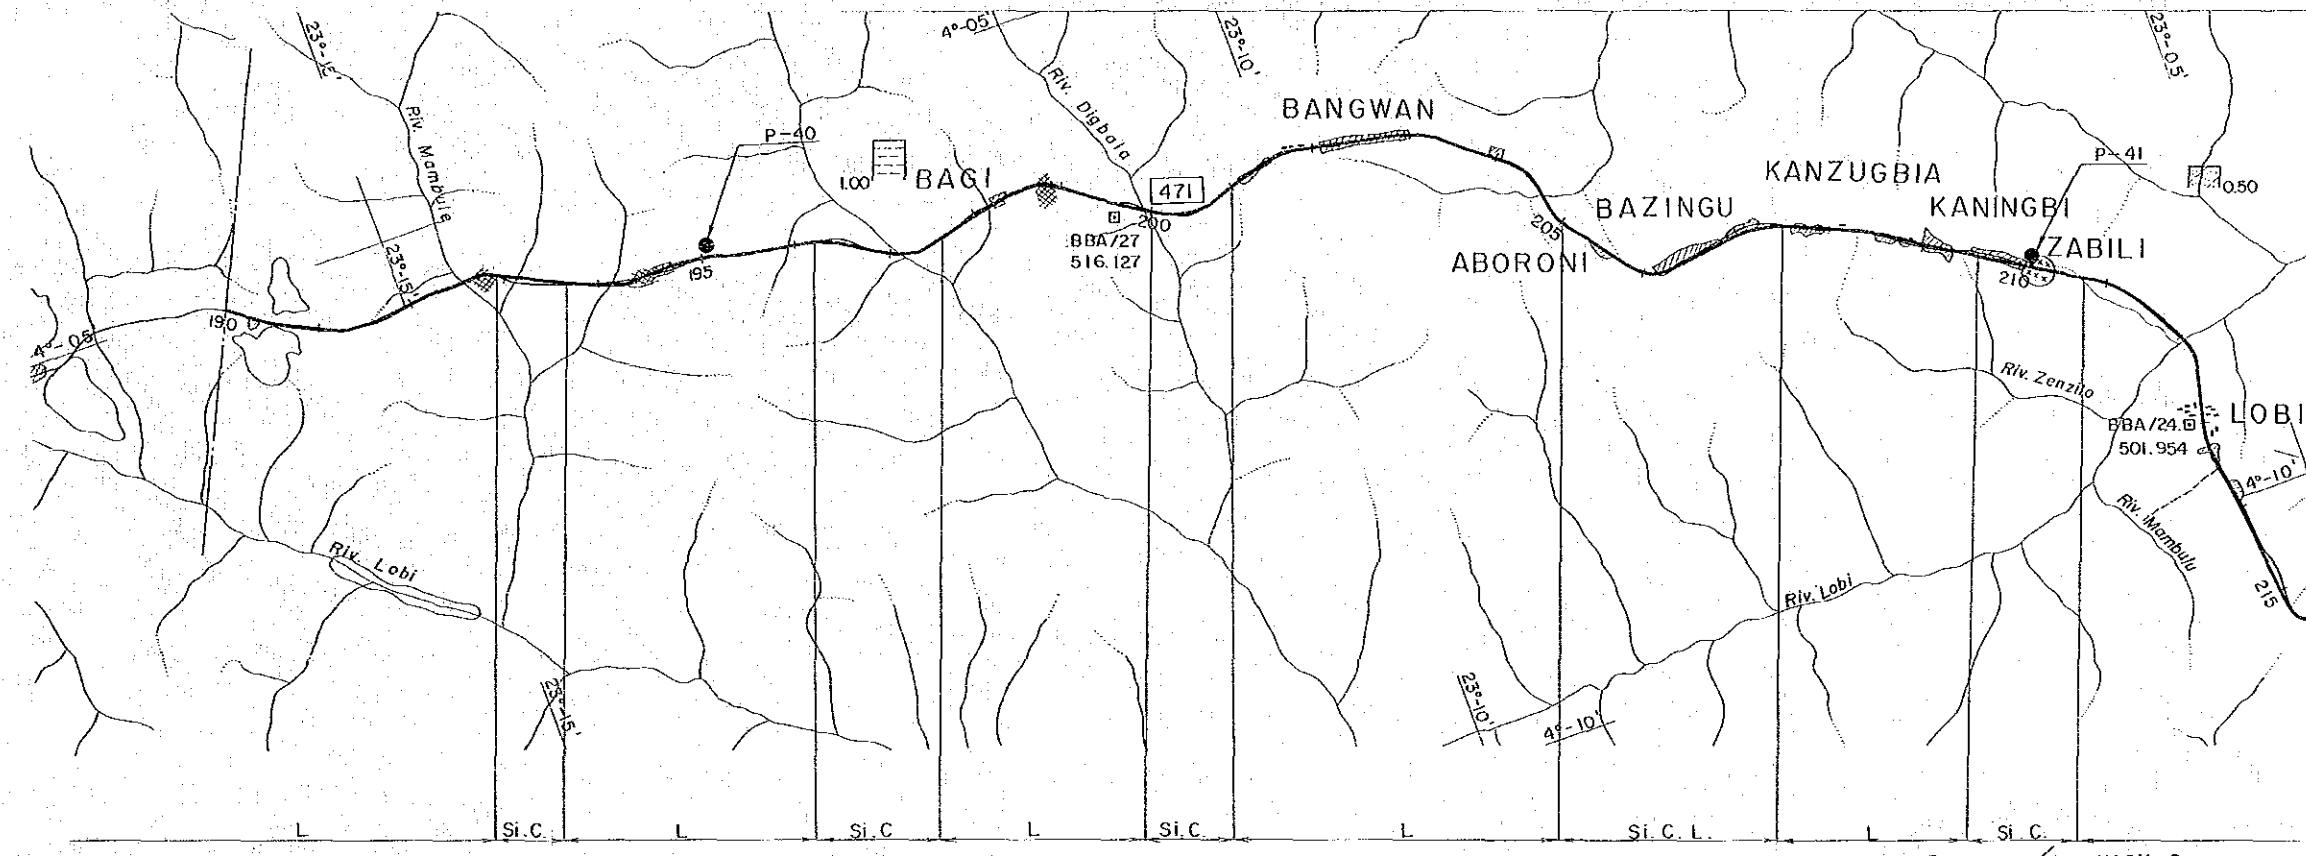 23°-15'
4°-05'
23°-10'
23°-05'
Riv. Mambule
P-40
Riv. Digbala
BANGWAN
1.00
BAGI
471
KANZUGBIA
P-41
0.50
BAZINGU
KANINGBI
200
205
BBA/27
516.127
ABORONI
ZABILI
195
210
23°-15'
190
4°-05'
Riv. Zenzilo
LOBI
BBA/24
501.954
4°-10'
Riv. Mambulu
Riv. Lobi
Riv. Lobi
215
23°-15'
23°-10'
4°-10'
L
Si.C.
L
Si.C
L
Si.C.
L
Si.C.L.
L
Si.C.